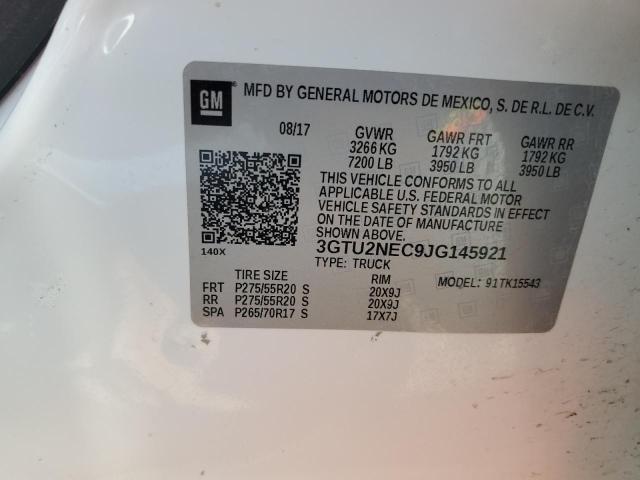 GM
MFD BY GENERAL MOTORS DE MEXICO, S. DE R.L. DE C.V.
08/17 GVWR GAWR FRT GAWR RR
3266 KG 1792 KG 1792 KG
7200 LB 3950 LB 3950 LB
THIS VEHICLE CONFORMS TO ALL
APPLICABLE U.S. FEDERAL MOTOR
VEHICLE SAFETY STANDARDS IN EFFECT
ON THE DATE OF MANUFACTURE
SHOWN ABOVE.
140X
3GTU2NEC9JG145921
TYPE: TRUCK
TIRE SIZE RIM MODEL: 91TK15543
FRT P275/55R20 S 20X9J
RR P275/55R20 S 20X9J
SPA P265/70R17 S 17X7J